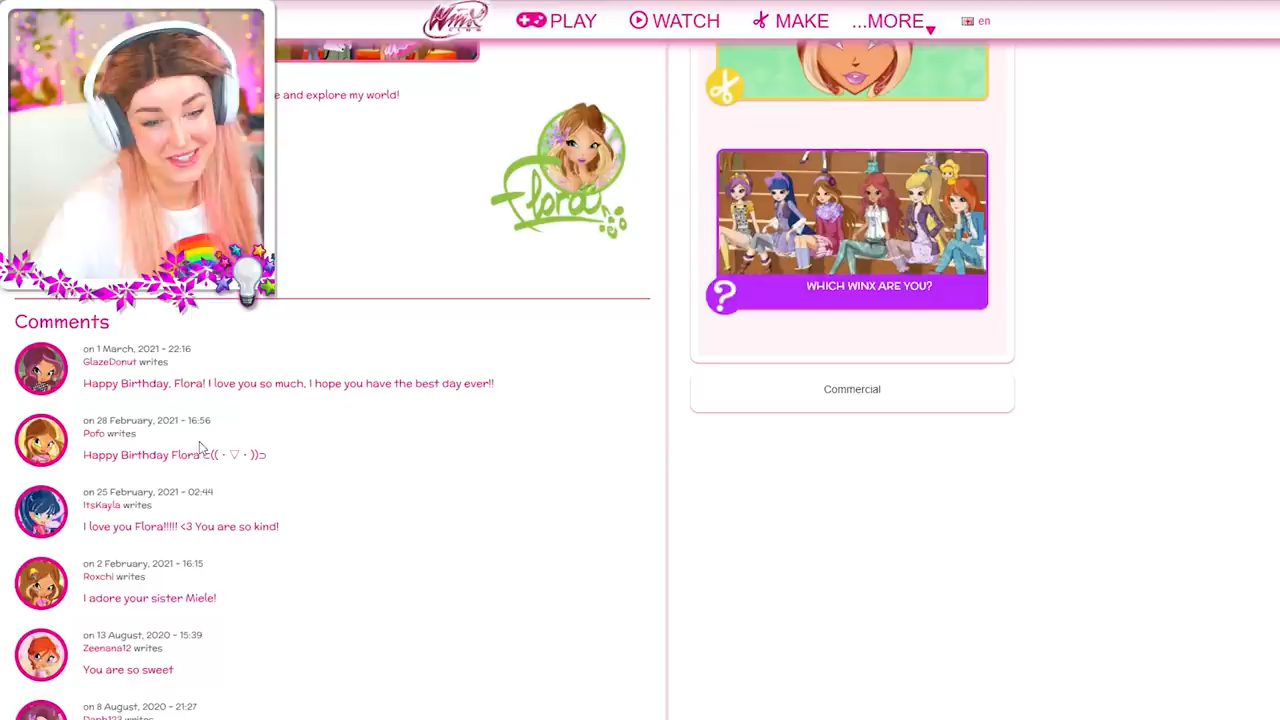 Winx
CLUB
PLAY
WATCH
MAKE
...MORE
en
e and explore my world!
Flora
WHICH WINX ARE YOU?
Commercial
Comments
on 1 March, 2021 - 22:16
GlazeDonut writes
Happy Birthday, Flora! I love you so much, I hope you have the best day ever!!
on 28 February, 2021 - 16:56
Pofo writes
Happy Birthday Flora ⊂((・▽・))⊃
on 25 February, 2021 - 02:44
ItsKayla writes
I love you Flora!!!!! <3 You are so kind!
on 2 February, 2021 - 16:15
Roxchi writes
I adore your sister Miele!
on 13 August, 2020 - 15:39
Zeenana12 writes
You are so sweet
on 8 August, 2020 - 21:27
Daph123 writes